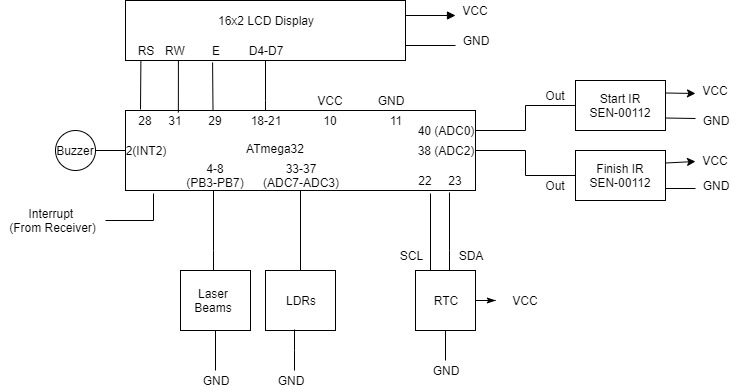 16x2 LCD Display
VCC
GND
RS RW E D4-D7
VCC GND
28 31 29 18-21 10 11
40 (ADC0)
Out
Start IR
SEN-00112
VCC
GND
Buzzer
2(INT2)
ATmega32
38 (ADC2)
Out
Finish IR
SEN-00112
VCC
GND
4-8
(PB3-PB7)
33-37
(ADC7-ADC3)
22 23
Interrupt
(From Receiver)
SCL SDA
Laser
Beams
LDRs
RTC
VCC
GND
GND
GND